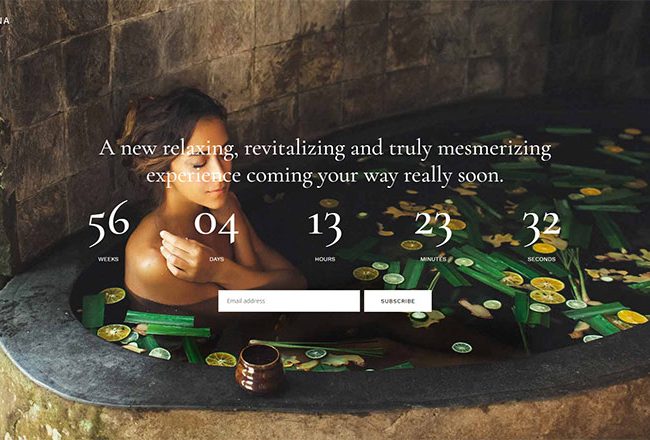 NA
A new relaxing, revitalizing and truly mesmerizing
experience coming your way really soon.
56 04 13 23 32
WEEKS DAYS HOURS MINUTES SECONDS
Email address SUBSCRIBE